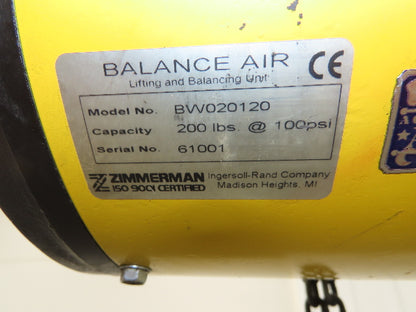 BALANCE AIR CE
Lifting and Balancing Unit
Model No. BW020120
Capacity 200 lbs. @ 100psi
Serial No. 61001
ZIMMERMAN Ingersoll-Rand Company
ISO 9001 CERTIFIED Madison Heights, MI